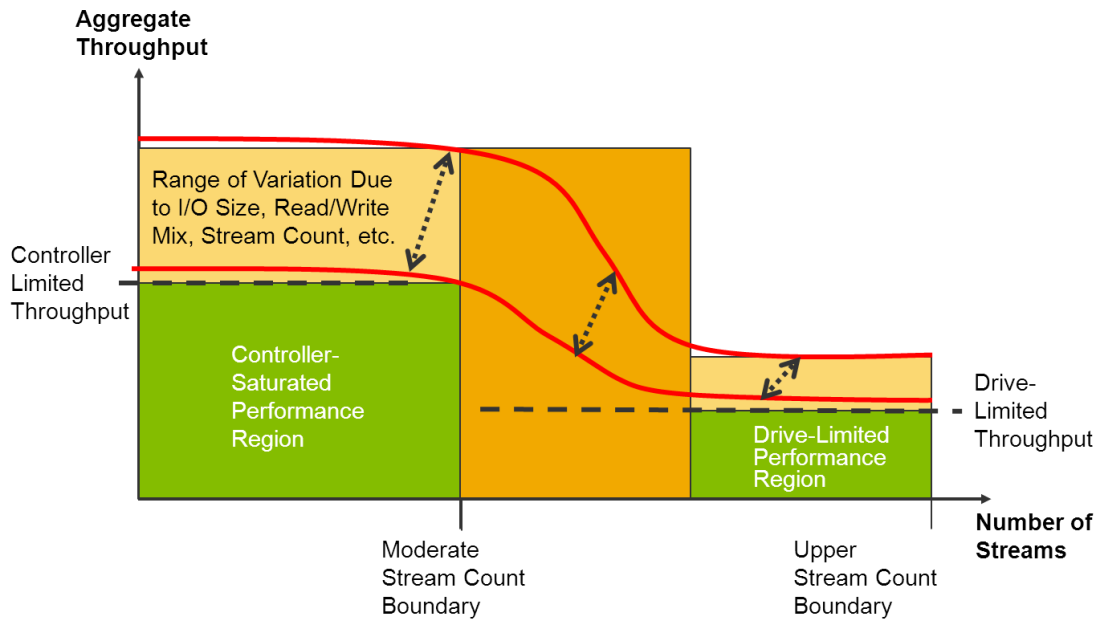 Aggregate
Throughput
Range of Variation Due
to I/O Size, Read/Write
Mix, Stream Count, etc.
Controller
Limited
Throughput
Controller-
Saturated
Performance
Region
Drive-
Limited
Throughput
Drive-Limited
Performance
Region
Number of
Streams
Moderate
Stream Count
Boundary
Upper
Stream Count
Boundary